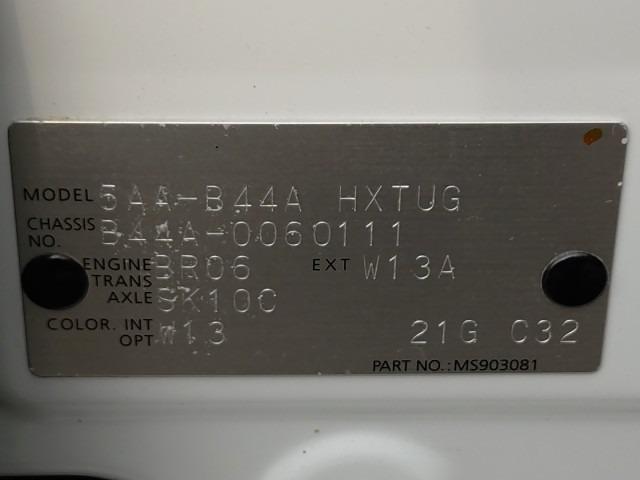 MODEL 5AA-B44A HXTUG
CHASSIS NO. B44A-0060111
ENGINE BR06 EXT W13A
TRANS AXLE SK10C
COLOR. INT W13 21G C32
OPT
PART NO.: MS903081